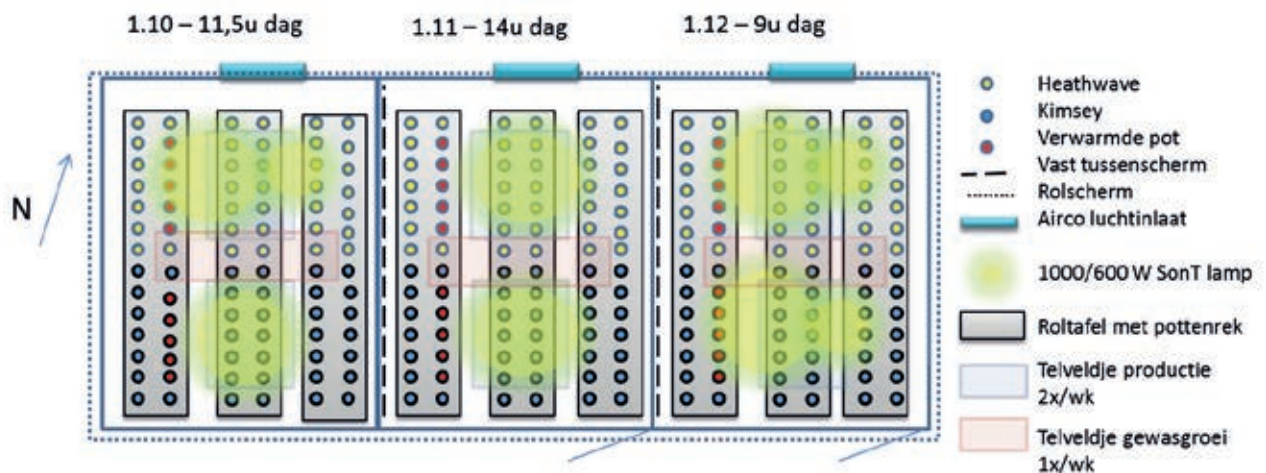 1.10 – 11,5u dag
1.11 – 14u dag
1.12 – 9u dag
N
Heathwave
Kimsey
Verwarmde pot
Vast tussenscherm
Rolscherm
Airco luchtinlaat
1000/600 W SonT lamp
Roltafel met pottenrek
Telveldje productie
2x/wk
Telveldje gewasgroei
1x/wk